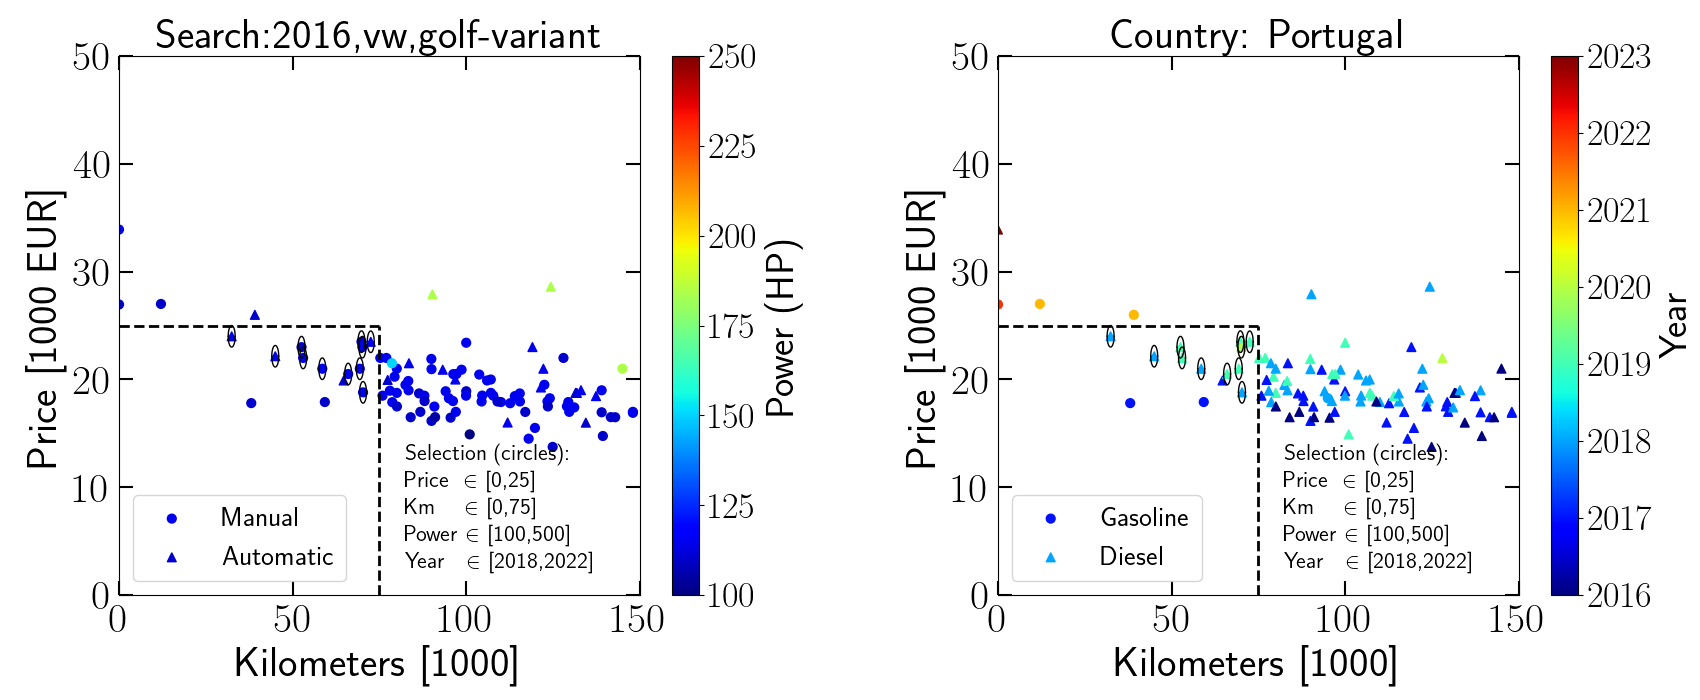 Search:2016,vw,golf-variant
50
40
30
20
10
0
0
50
100
150
Price [1000 EUR]
Kilometers [1000]
Selection (circles):
Price ∈ [0,25]
Km ∈ [0,75]
Power ∈ [100,500]
Year ∈ [2018,2022]
Manual
Automatic
250
225
200
175
150
125
100
Power (HP)
Country: Portugal
50
40
30
20
10
0
0
50
100
150
Price [1000 EUR]
Kilometers [1000]
Selection (circles):
Price ∈ [0,25]
Km ∈ [0,75]
Power ∈ [100,500]
Year ∈ [2018,2022]
Gasoline
Diesel
2023
2022
2021
2020
2019
2018
2017
2016
Year